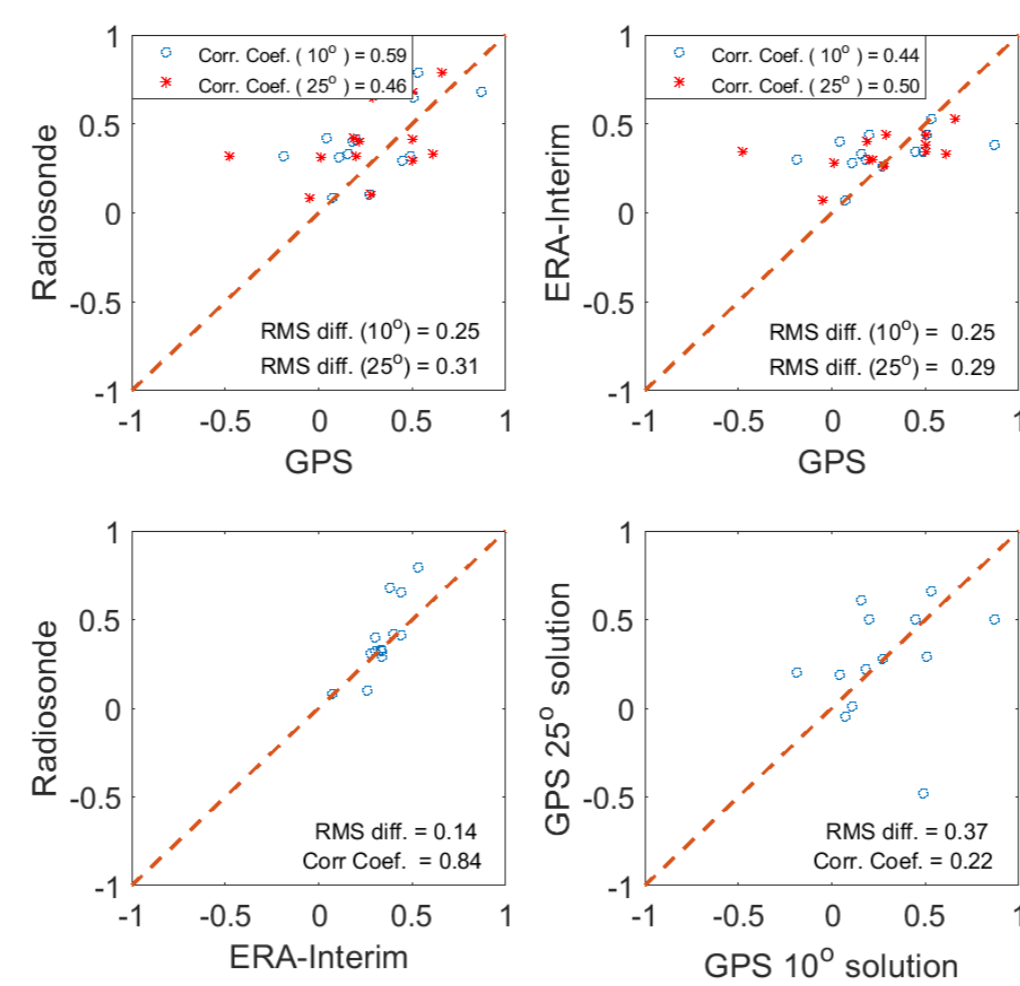 1
Corr. Coef. ( 10° ) = 0.59
Corr. Coef. ( 25° ) = 0.46
0.5
Radiosonde
0
-0.5
RMS diff. (10°) = 0.25
RMS diff. (25°) = 0.31
-1
-1 -0.5 0 0.5 1
GPS
1
Corr. Coef. ( 10° ) = 0.44
Corr. Coef. ( 25° ) = 0.50
0.5
ERA-Interim
0
-0.5
RMS diff. (10°) = 0.25
RMS diff. (25°) = 0.29
-1
-1 -0.5 0 0.5 1
GPS
1
0.5
Radiosonde
0
-0.5
RMS diff. = 0.14
Corr Coef. = 0.84
-1
-1 -0.5 0 0.5 1
ERA-Interim
1
0.5
GPS 25° solution
0
-0.5
RMS diff. = 0.37
Corr. Coef. = 0.22
-1
-1 -0.5 0 0.5 1
GPS 10° solution